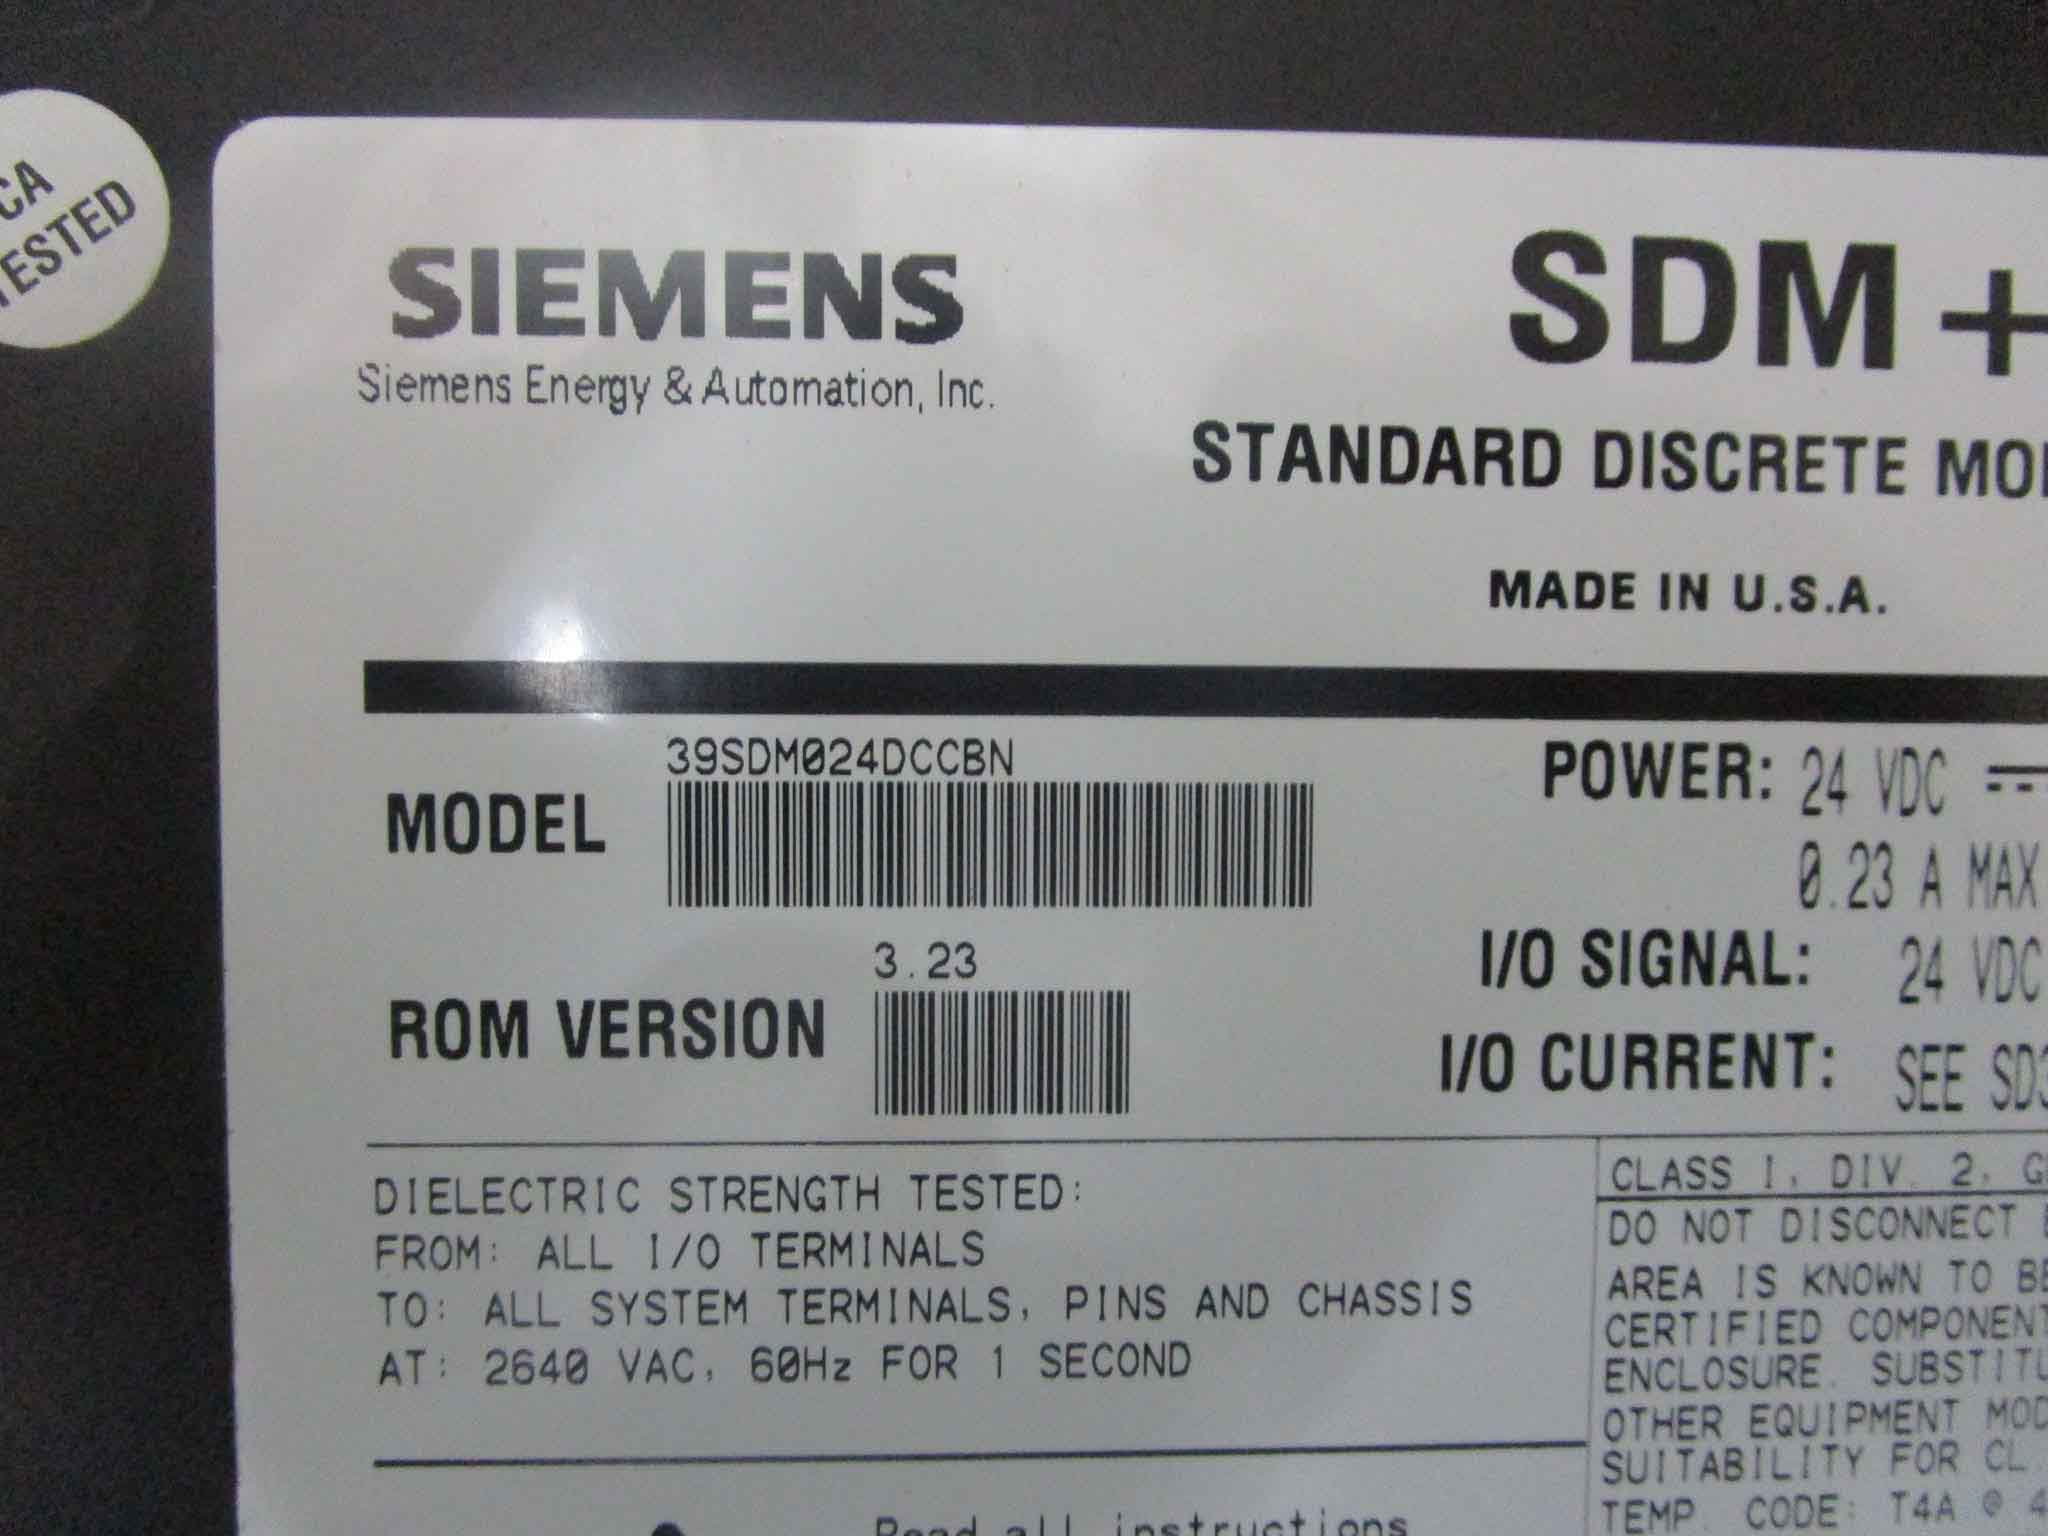 CA
TESTED
SIEMENS
Siemens Energy & Automation, Inc.
SDM +
STANDARD DISCRETE
MADE IN U.S.A.
MODEL
39SDM024DCCBN
ROM VERSION
3.23
POWER: 24 VDC
0.23 A MAX
I/O SIGNAL: 24 VDC
I/O CURRENT: SEE
DIELECTRIC STRENGTH TESTED:
FROM: ALL I/O TERMINALS
TO: ALL SYSTEM TERMINALS, PINS AND CHASSIS
AT: 2640 VAC, 60Hz FOR 1 SECOND
CLASS I, DIV. 2,
DO NOT DISCONNECT
AREA IS KNOWN TO
CERTIFIED
ENCLOSURE.
OTHER EQUIPMENT
SUITABILITY FOR
TEMP. CODE: T4A @
Read all instructions